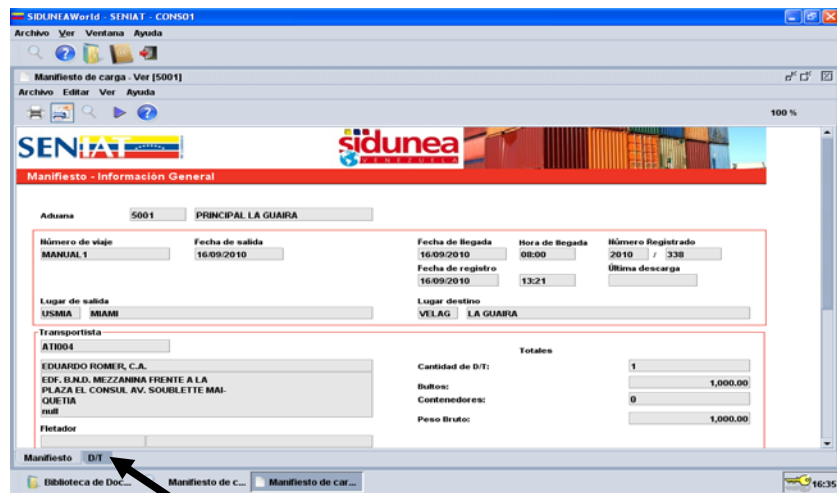 SIDUNEAWorld - SENIAT - CONS01
Archivo Ver Ventana Ayuda
Manifiesto de carga - Ver [5001]
Archivo Editar Ver Ayuda
100 %
SENIAT
sidunea
VENEZUELA
Manifiesto - Información General
Aduana 5001 PRINCIPAL LA GUAIRA
Número de viaje Fecha de salida Fecha de llegada Hora de llegada Número Registrado
MANUAL1 16/09/2010 16/09/2010 08:00 2010 / 338
Fecha de registro Última descarga
16/09/2010 13:21
Lugar de salida Lugar destino
USMIA MIAMI VELAG LA GUAIRA
Transportista
ATI004 Totales
EDUARDO ROMER, C.A. Cantidad de D/T: 1
EDF. B.N.D. MEZZANINA FRENTE A LA
PLAZA EL CONSUL AV. SOUBLETTE MAI- Bultos: 1,000.00
QUETIA Contenedores: 0
null
Peso Bruto: 1,000.00
Fletador
Manifiesto D/T
Biblioteca de Doc... Manifiesto de c... Manifiesto de car... 16:35